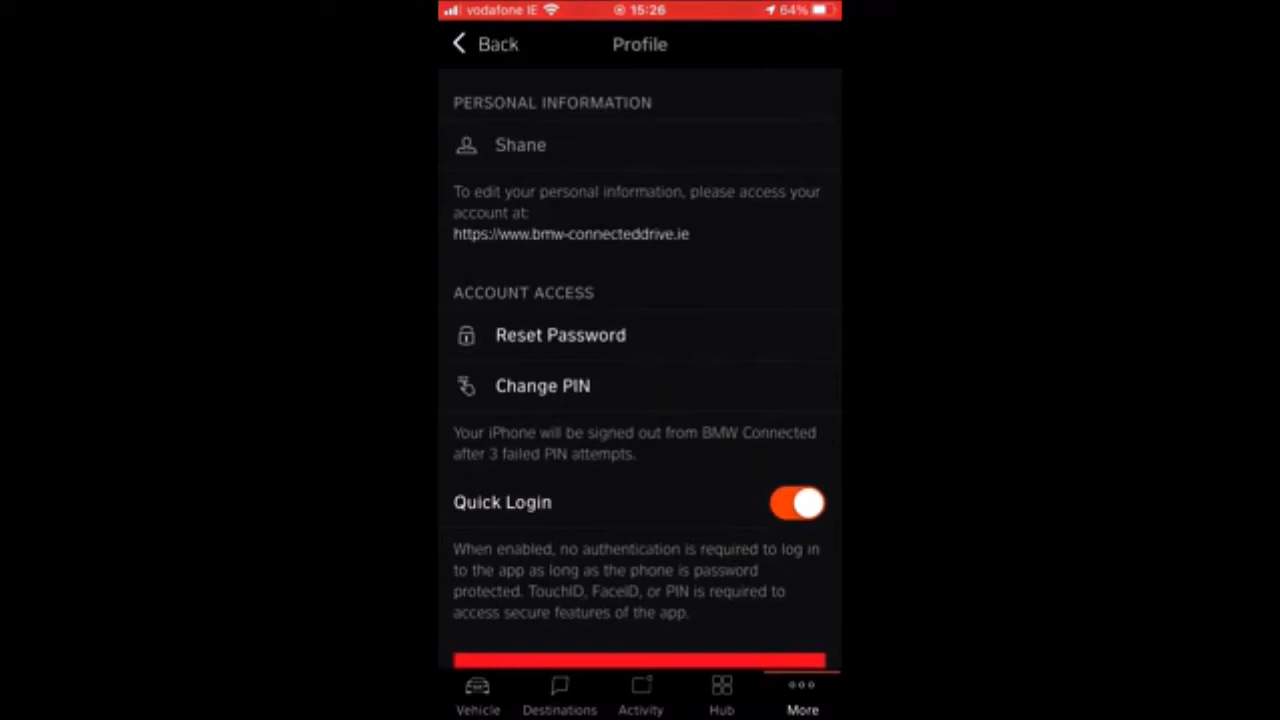 vodafone IE 15:26 64%
Back Profile
PERSONAL INFORMATION
Shane
To edit your personal information, please access your
account at:
https://www.bmw-connecteddrive.ie
ACCOUNT ACCESS
Reset Password
Change PIN
Your iPhone will be signed out from BMW Connected
after 3 failed PIN attempts.
Quick Login
When enabled, no authentication is required to log in
to the app as long as the phone is password
protected. TouchID, FaceID, or PIN is required to
access secure features of the app.
Vehicle Destinations Activity Hub More